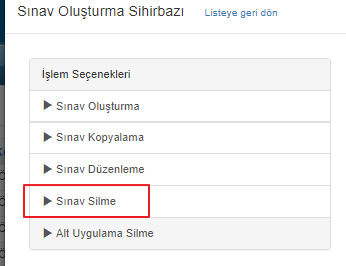 Sınav Oluşturma Sihirbazı Listeye geri dön
İşlem Seçenekleri
Sınav Oluşturma
Sınav Kopyalama
Sınav Düzenleme
Sınav Silme
Alt Uygulama Silme